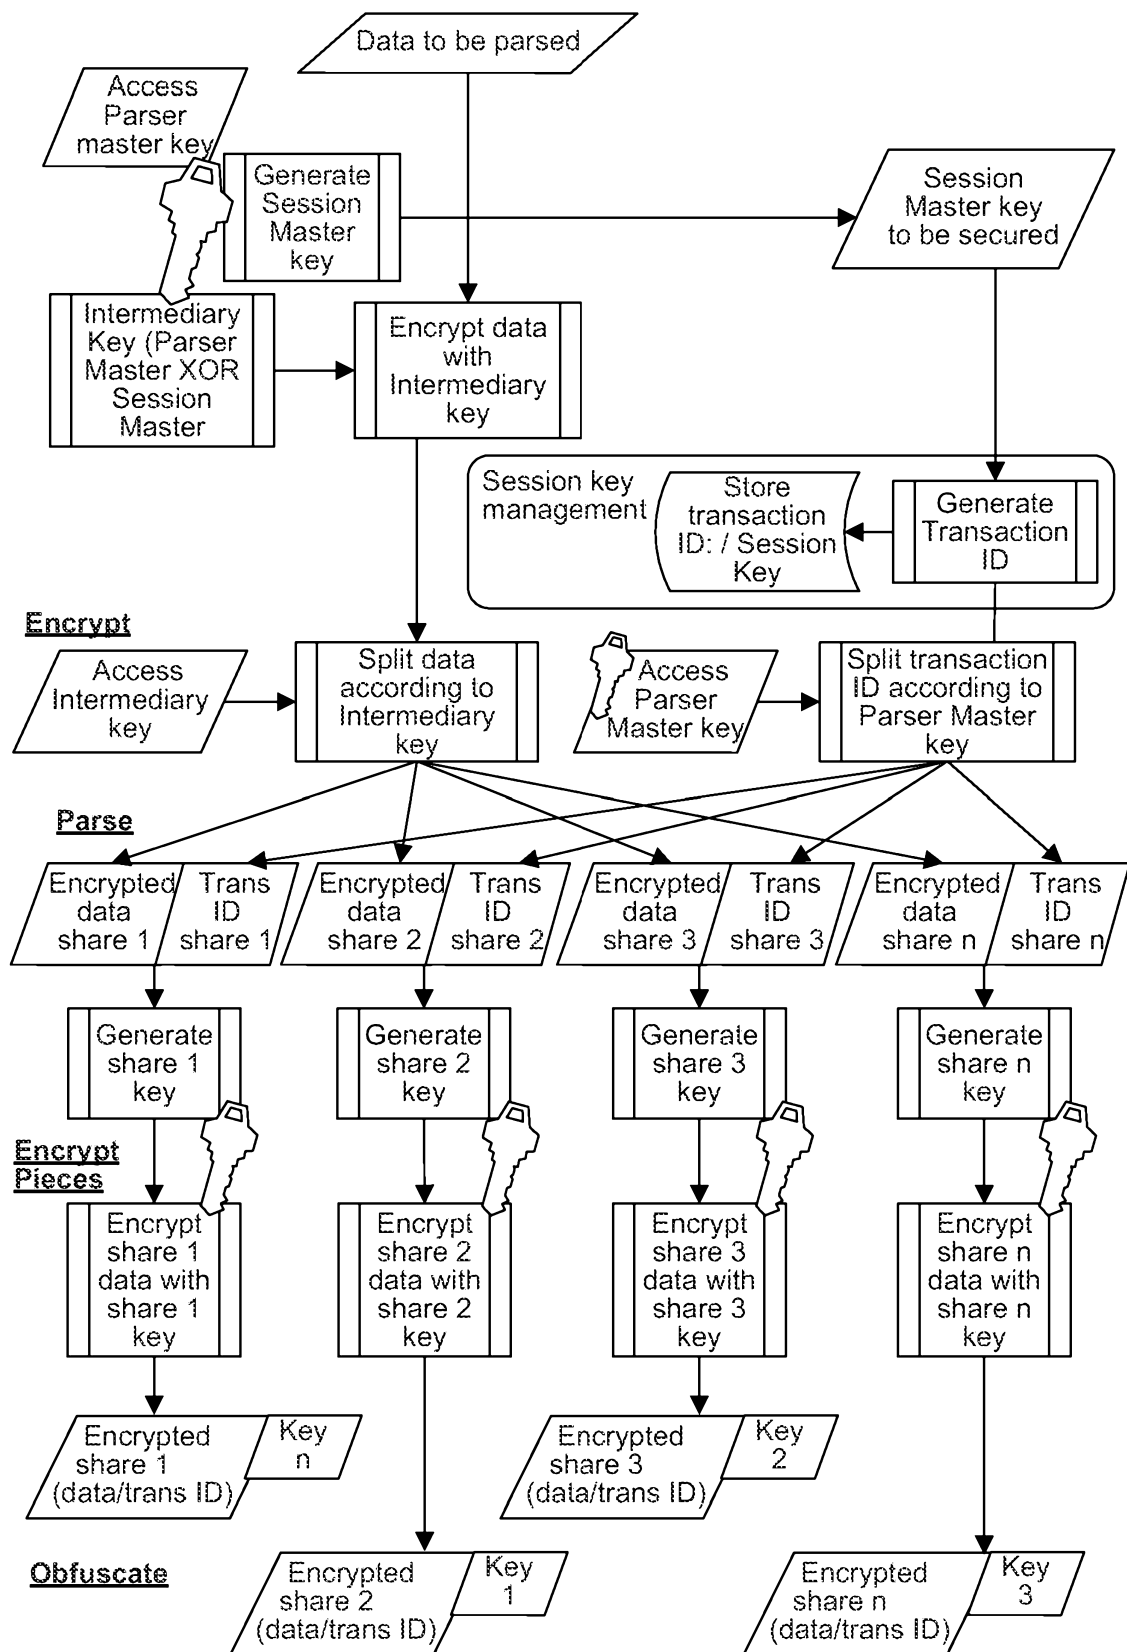 Data to be parsed
Access
Parser
master key
Generate
Session
Master
key
Session
Master key
to be secured
Intermediary
Key (Parser
Master XOR
Session
Master
Encrypt data
with
Intermediary
key
Session key
management
Store
transaction
ID: / Session
Key
Generate
Transaction
ID
Encrypt
Access
Intermediary
key
Split data
according to
Intermediary
key
Access
Parser
Master key
Split transaction
ID according to
Parser Master
key
Parse
Encrypted
data
share 1
Trans
ID
share 1
Encrypted
data
share 2
Trans
ID
share 2
Encrypted
data
share 3
Trans
ID
share 3
Encrypted
data
share n
Trans
ID
share n
Generate
share 1
key
Generate
share 2
key
Generate
share 3
key
Generate
share n
key
Encrypt
Pieces
Encrypt
share 1
data with
share 1
key
Encrypt
share 2
data with
share 2
key
Encrypt
share 3
data with
share 3
key
Encrypt
share n
data with
share n
key
Encrypted
share 1
(data/trans ID)
Key
n
Encrypted
share 3
(data/trans ID)
Key
2
Obfuscate
Encrypted
share 2
(data/trans ID)
Key
1
Encrypted
share n
(data/trans ID)
Key
3